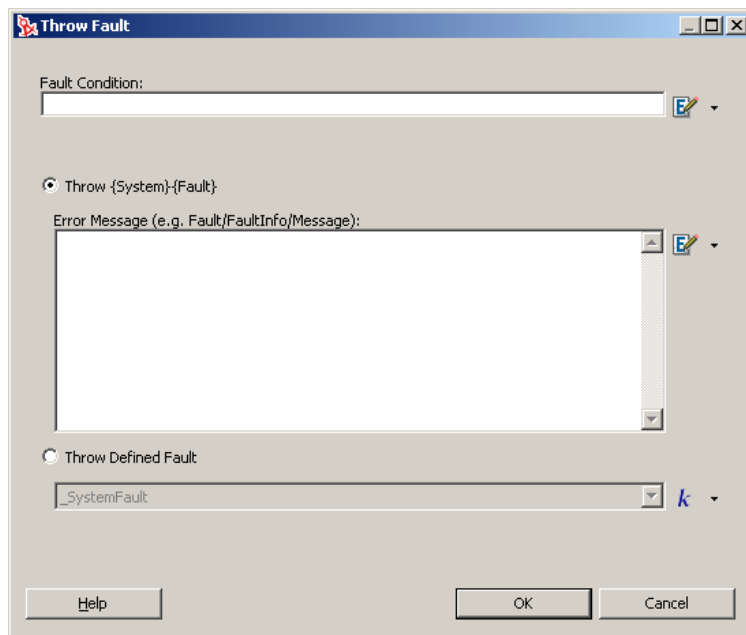 Throw Fault
Fault Condition:
Throw {System}{Fault}
Error Message (e.g. Fault/FaultInfo/Message):
Throw Defined Fault
_SystemFault
k
Help
OK
Cancel